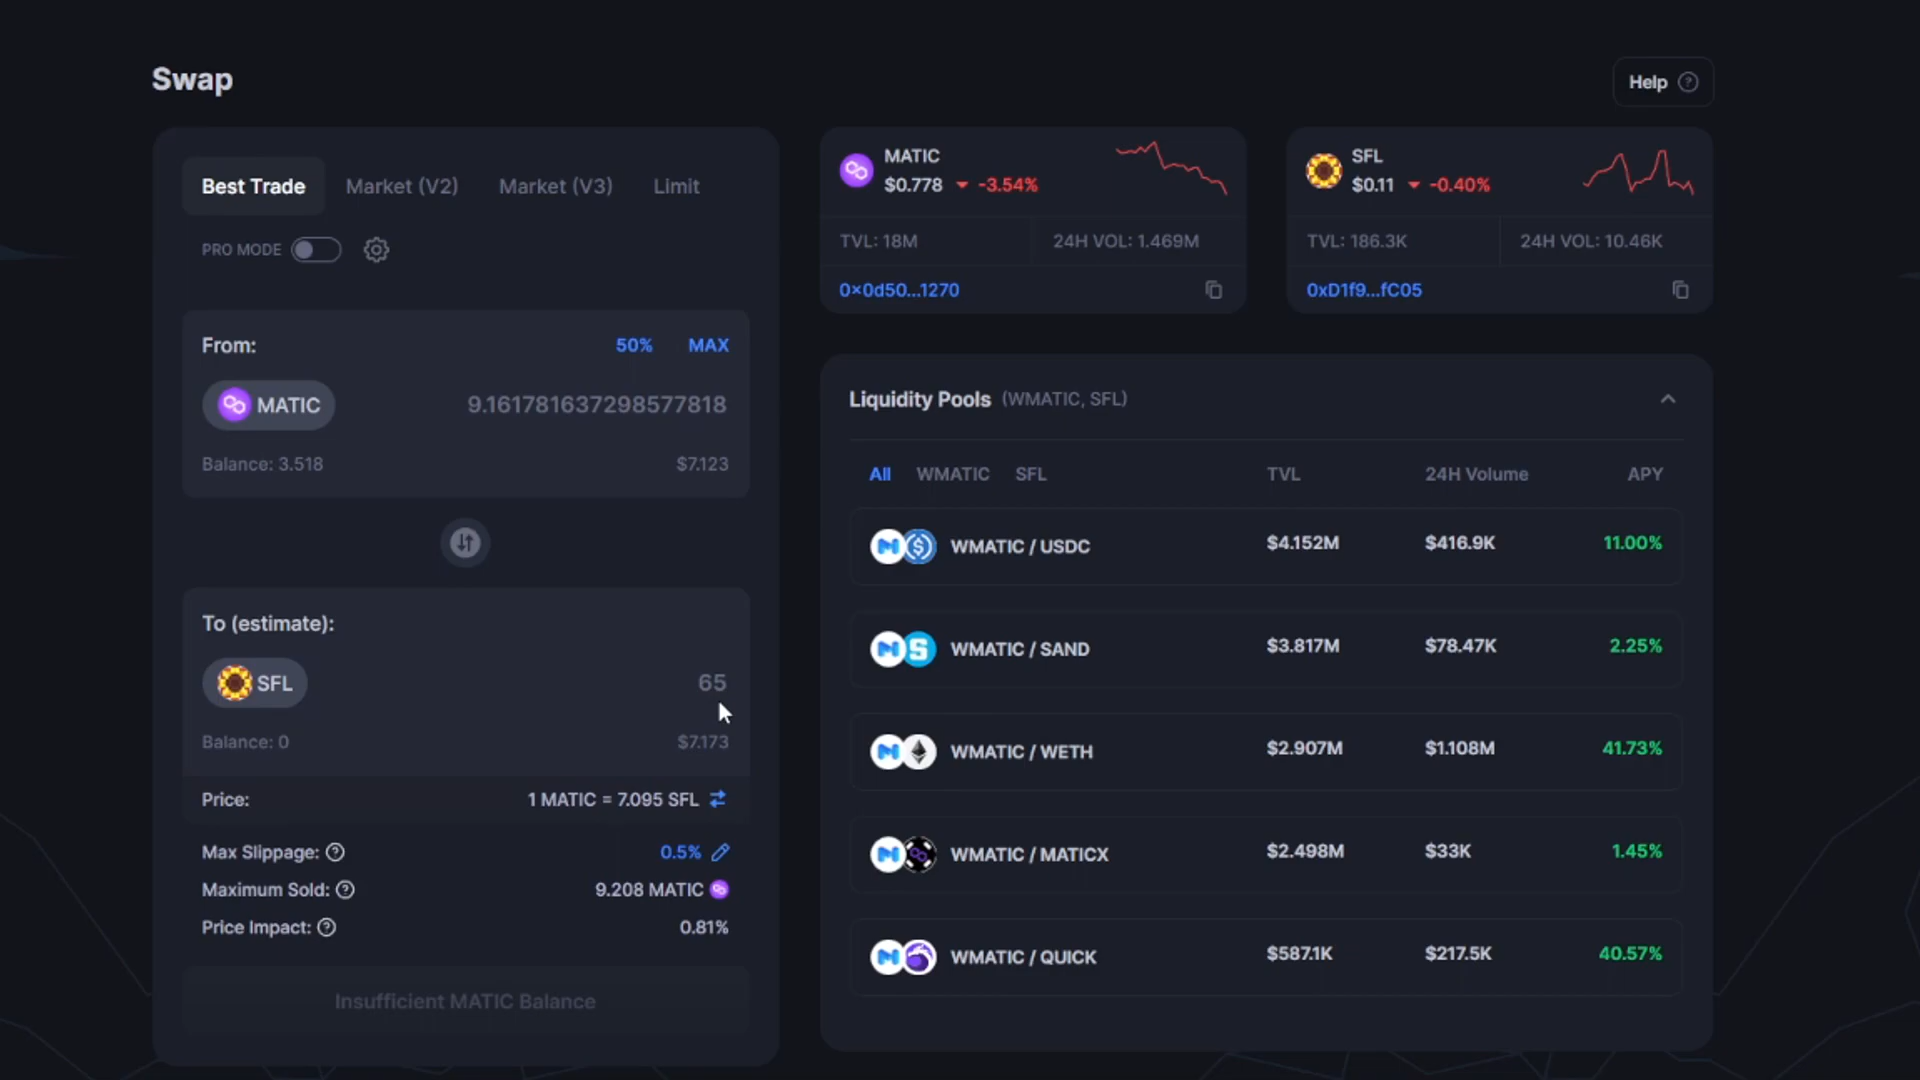 Swap
Help
Best Trade Market (V2) Market (V3) Limit
PRO MODE
From: 50% MAX
MATIC 9.161781637298577818
Balance: 3.518 $7.123
To (estimate):
SFL 65
Balance: 0 $7.173
Price: 1 MATIC = 7.095 SFL
Max Slippage: 0.5%
Maximum Sold: 9.208 MATIC
Price Impact: 0.81%
Insufficient MATIC Balance
MATIC
$0.778 -3.54%
TVL: 18M 24H VOL: 1.469M
0x0d50...1270
SFL
$0.11 -0.40%
TVL: 186.3K 24H VOL: 10.46K
0xD1f9...fC05
Liquidity Pools (WMATIC, SFL)
All WMATIC SFL TVL 24H Volume APY
WMATIC / USDC $4.152M $416.9K 11.00%
WMATIC / SAND $3.817M $78.47K 2.25%
WMATIC / WETH $2.907M $1.108M 41.73%
WMATIC / MATICX $2.498M $33K 1.45%
WMATIC / QUICK $587.1K $217.5K 40.57%